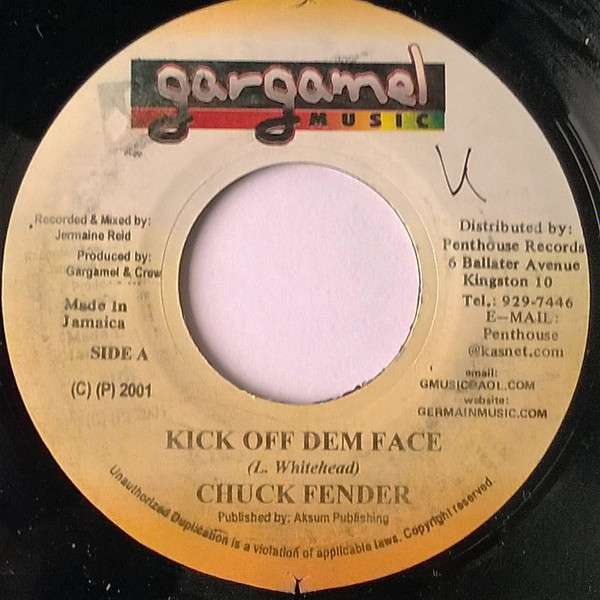 gargamel
MUSIC
Recorded & Mixed by:
Jermaine Reid
Produced by:
Gargamel & Crew
Made In
Jamaica
SIDE A
(C) (P) 2001
Distributed by:
Penthouse Records
6 Ballater Avenue
Kingston 10
Tel.: 929-7446
E-MAIL:
Penthouse
@kasnet.com
email:
GMUSIC@AOL.COM
website:
GERMAINMUSIC.COM
KICK OFF DEM FACE
(L. Whitehead)
CHUCK FENDER
Published by: Aksum Publishing
Unauthorized Duplication is a violation of applicable laws. Copyright reserved